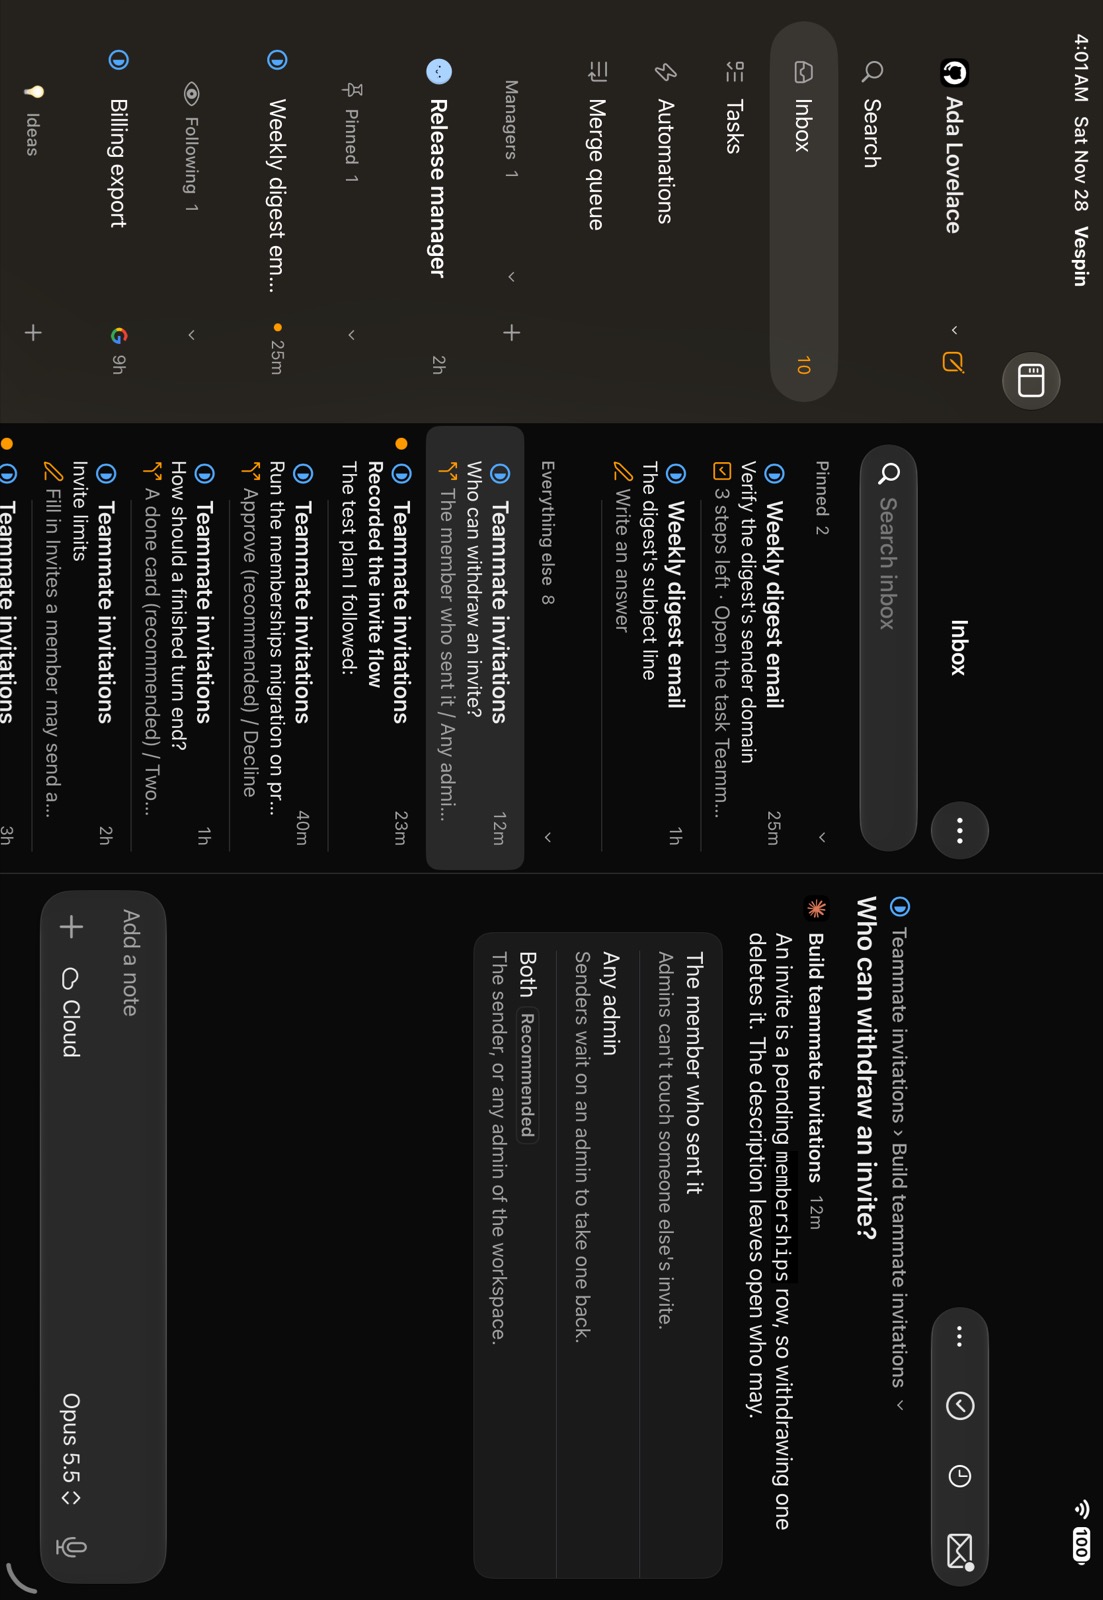 4:01 AM Sat Nov 28 Vespin
100
Ada Lovelace
Search
Inbox 10
Tasks
Automations
Merge queue
Managers 1
Release manager 2h
Pinned 1
Weekly digest em... 25m
Following 1
Billing export 9h
Ideas
Inbox
Search inbox
Pinned 2
Weekly digest email 25m
Verify the digest's sender domain
3 steps left · Open the task Teamm...
Weekly digest email 1h
The digest's subject line
Write an answer
Everything else 8
Teammate invitations 12m
Who can withdraw an invite?
The member who sent it / Any admi...
Teammate invitations 23m
Recorded the invite flow
The test plan I followed:
Teammate invitations 40m
Run the memberships migration on pr...
Approve (recommended) / Decline
Teammate invitations 1h
How should a finished turn end?
A done card (recommended) / Two...
Teammate invitations 2h
Invite limits
Fill in Invites a member may send a...
Teammate invitations 3h
Teammate invitations › Build teammate invitations
Who can withdraw an invite?
Build teammate invitations 12m
An invite is a pending memberships row, so withdrawing one
deletes it. The description leaves open who may.
The member who sent it
Admins can't touch someone else's invite.
Any admin
Senders wait on an admin to take one back.
Both Recommended
The sender, or any admin of the workspace.
Add a note
Cloud
Opus 5.5